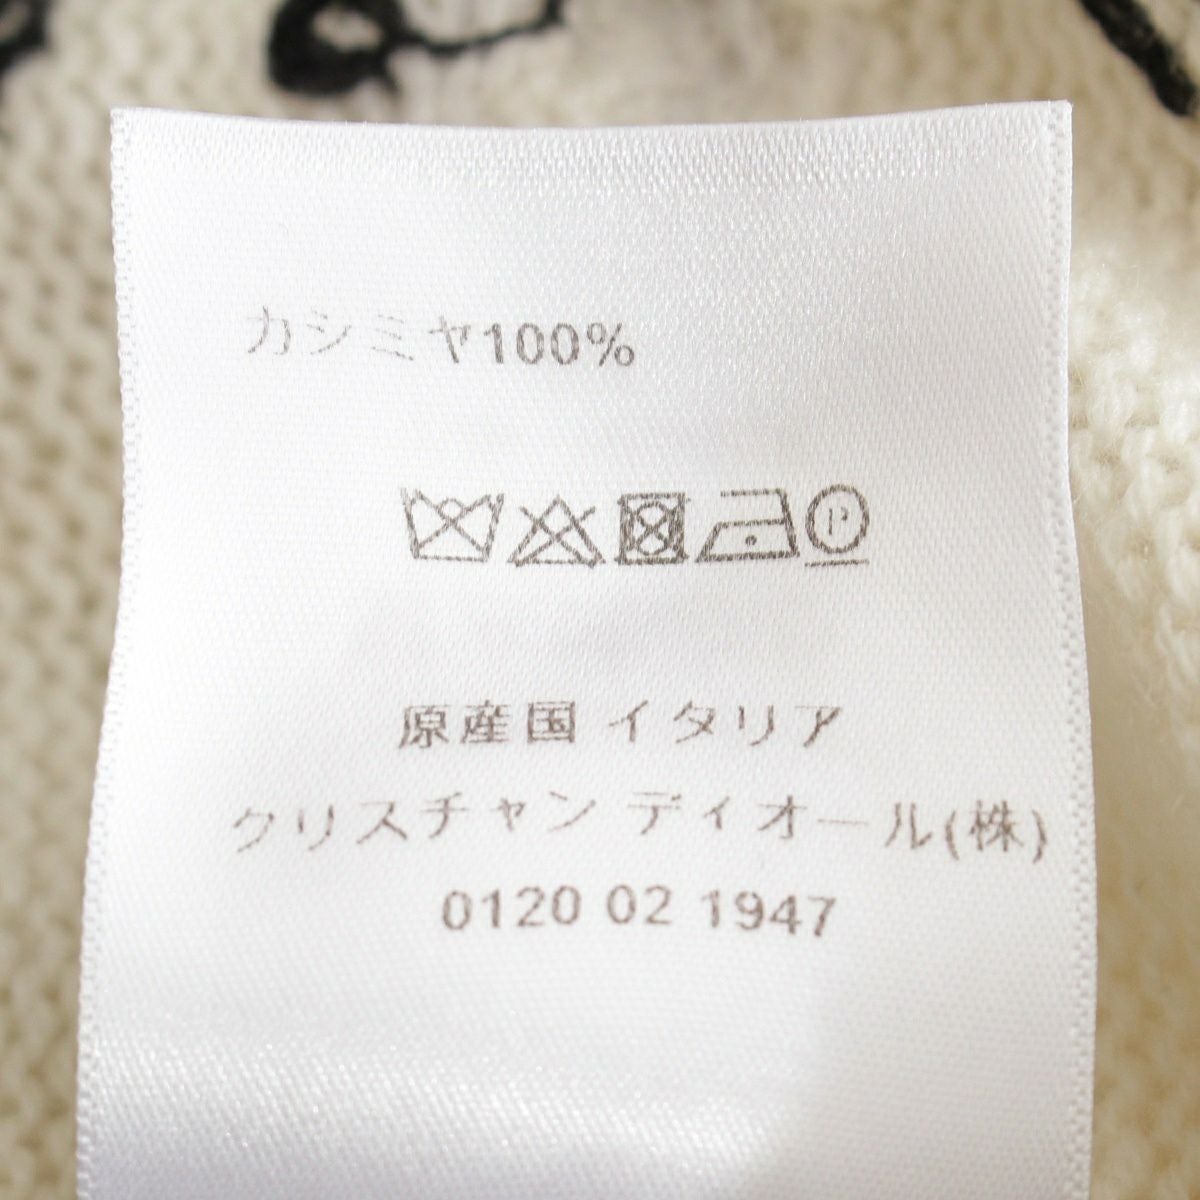 カシミヤ100%
P
原産国 イタリア
クリスチャン ディオール(株)
0120 02 1947